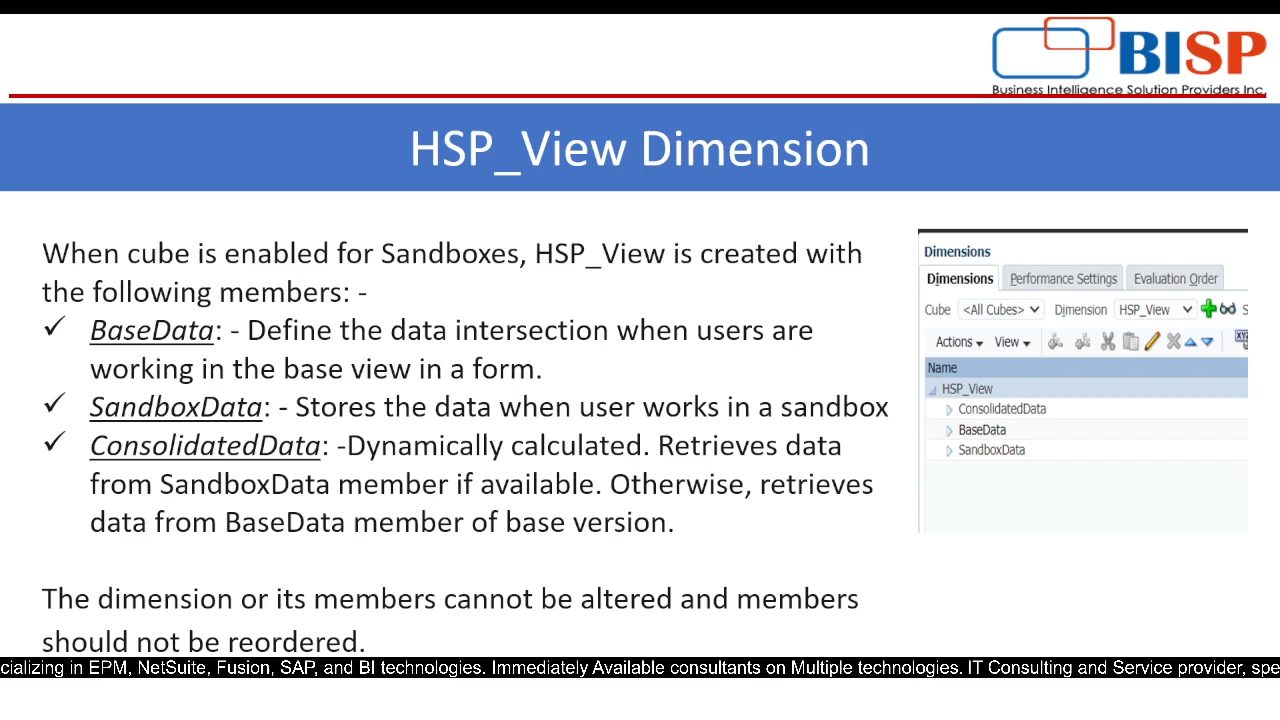 BISP
Business Intelligence Solution Providers Inc.
HSP_View Dimension
When cube is enabled for Sandboxes, HSP_View is created with
the following members: -
✓ BaseData: - Define the data intersection when users are
working in the base view in a form.
✓ SandboxData: - Stores the data when user works in a sandbox
✓ ConsolidatedData: -Dynamically calculated. Retrieves data
from SandboxData member if available. Otherwise, retrieves
data from BaseData member of base version.
The dimension or its members cannot be altered and members
should not be reordered.
Dimensions
Dimensions Performance Settings Evaluation Order
Cube <All Cubes> Dimension HSP_View S
Actions View
Name
HSP_View
ConsolidatedData
BaseData
SandboxData
cializing in EPM, NetSuite, Fusion, SAP, and BI technologies. Immediately Available consultants on Multiple technologies. IT Consulting and Service provider, spe